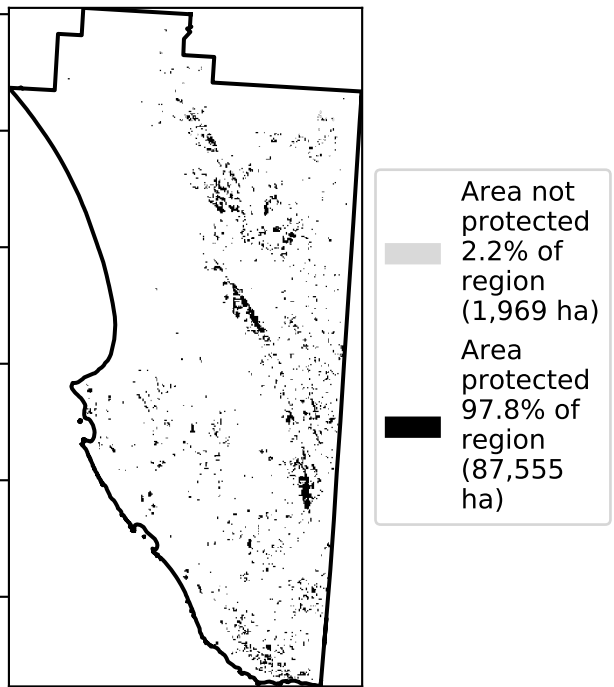 Area not
protected
2.2% of
region
(1,969 ha)
Area
protected
97.8% of
region
(87,555
ha)